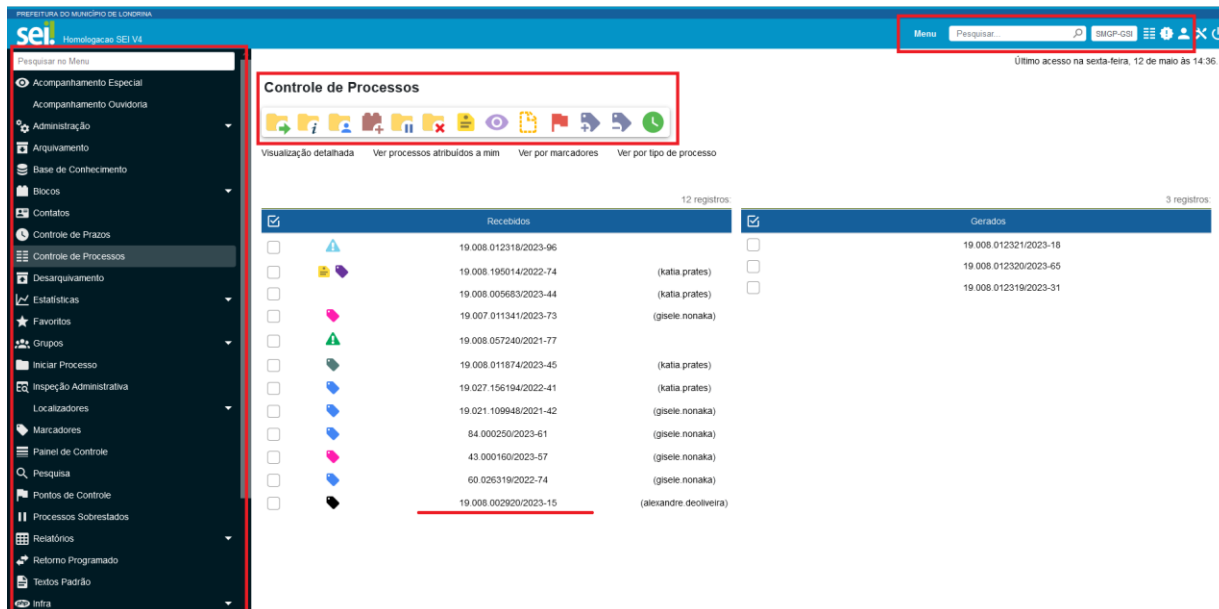 PREFEITURA DO MUNICÍPIO DE LONDRINA
sei! Homologacao SEI V4
Menu Pesquisar... SMGP-GSI
Pesquisar no Menu
Último acesso na sexta-feira, 12 de maio às 14:36.
Acompanhamento Especial
Acompanhamento Ouvidoria
Administração
Arquivamento
Base de Conhecimento
Blocos
Contatos
Controle de Prazos
Controle de Processos
Desarquivamento
Estatísticas
Favoritos
Grupos
Iniciar Processo
Inspeção Administrativa
Localizadores
Marcadores
Painel de Controle
Pesquisa
Pontos de Controle
Processos Sobrestados
Relatórios
Retorno Programado
Textos Padrão
Infra
Controle de Processos
Visualização detalhada Ver processos atribuídos a mim Ver por marcadores Ver por tipo de processo
12 registros:
Recebidos
19.008.012318/2023-96
19.008.195014/2022-74 (katia.prates)
19.008.005683/2023-44 (katia.prates)
19.007.011341/2023-73 (gisele.nonaka)
19.008.057240/2021-77
19.008.011874/2023-45 (katia.prates)
19.027.156194/2022-41 (katia.prates)
19.021.109948/2021-42 (gisele.nonaka)
84.000250/2023-61 (gisele.nonaka)
43.000160/2023-57 (gisele.nonaka)
60.026319/2022-74 (gisele.nonaka)
19.008.002920/2023-15 (alexandre.deoliveira)
3 registros:
Gerados
19.008.012321/2023-18
19.008.012320/2023-65
19.008.012319/2023-31